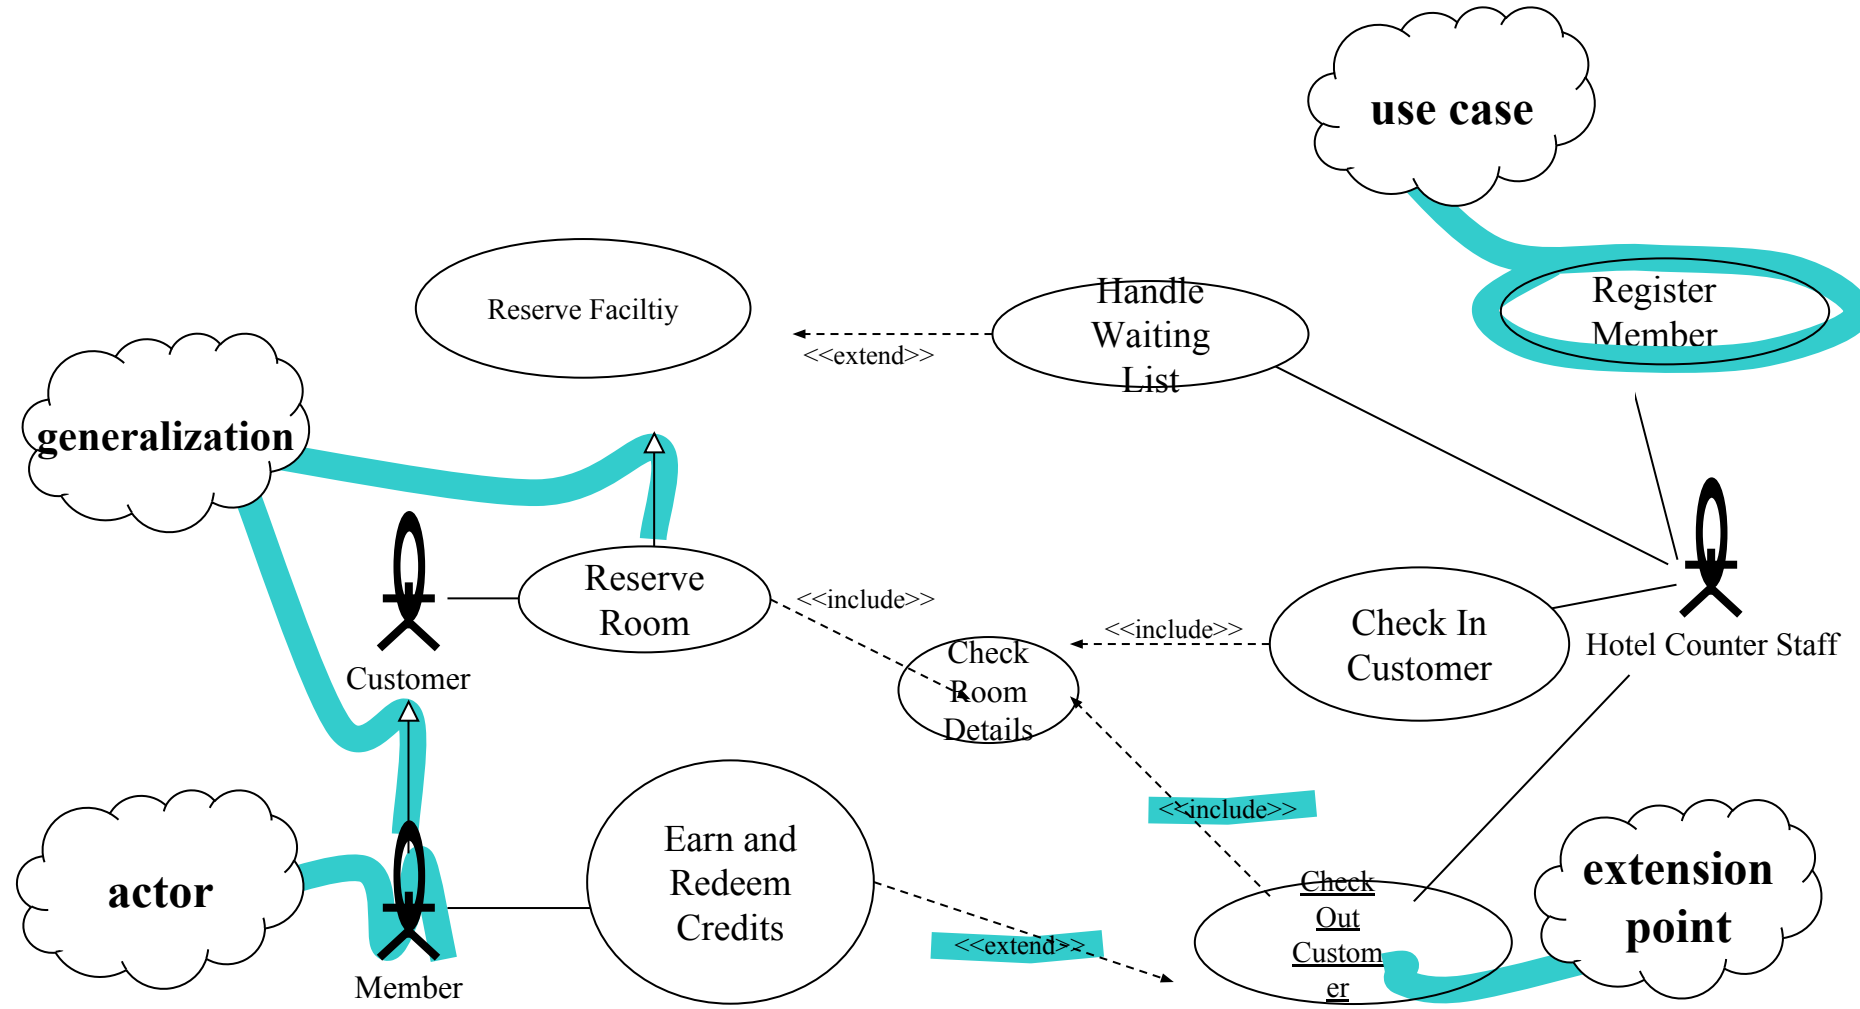 use case
Reserve Faciltiy
Handle
Waiting
List
<<extend>>
Register
Member
generalization
Reserve
Room
<<include>>
<<include>>
Check In
Customer
Hotel Counter Staff
Customer
Check
Room
Details
actor
Member
Earn and
Redeem
Credits
<<include>>
<<extend>>
Check
Out
Custom
er
extension
point